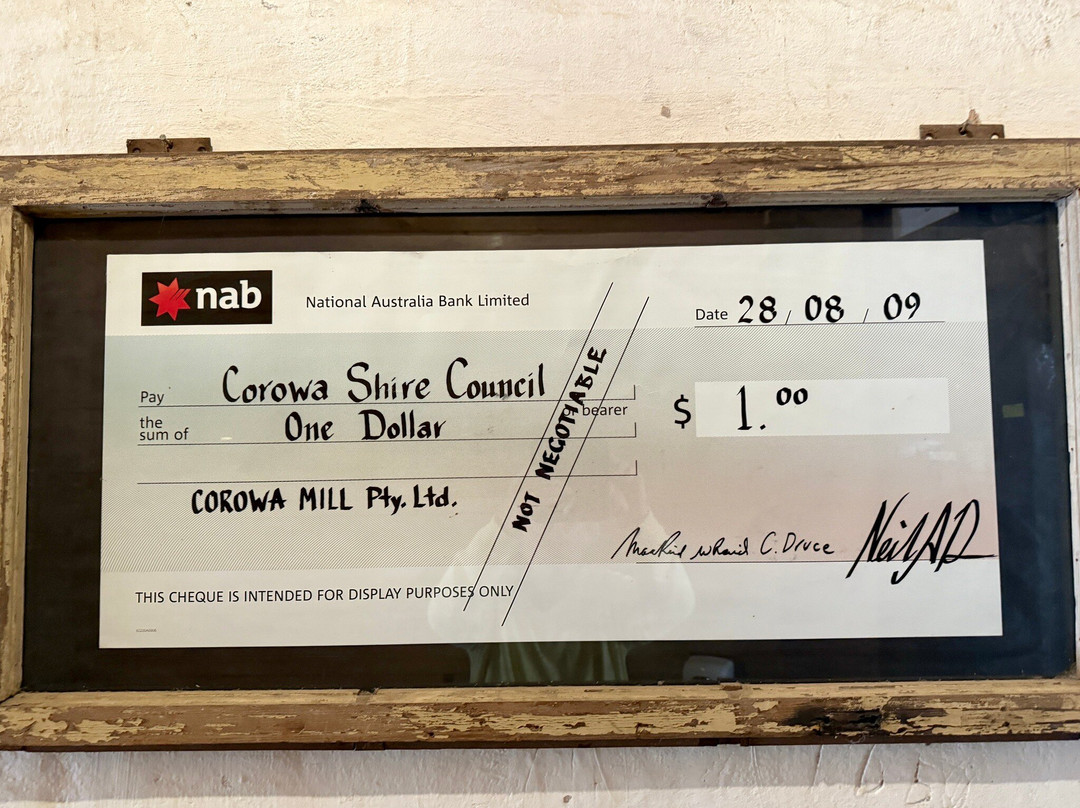 nab
National Australia Bank Limited
Date 28 / 08 / 09
Pay Corowa Shire Council
bearer
the
sum of One Dollar
$ 1.00
NOT NEGOTIABLE
COROWA MILL Pty. Ltd.
C. Druce
THIS CHEQUE IS INTENDED FOR DISPLAY PURPOSES ONLY